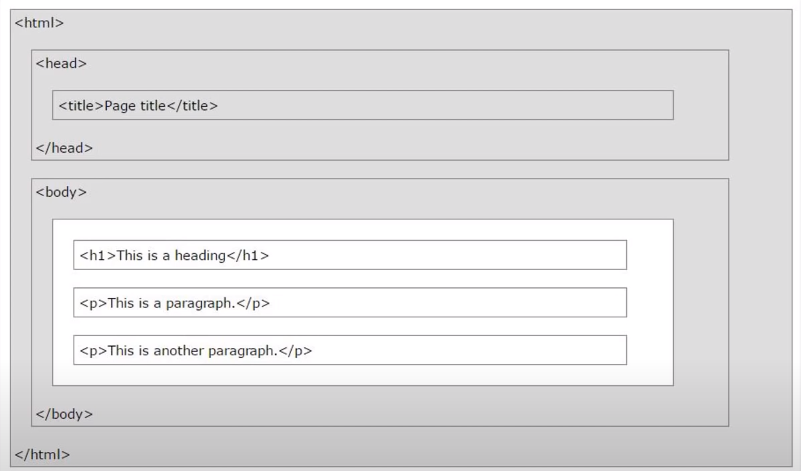 <html>
<head>
<title>Page title</title>
</head>
<body>
<h1>This is a heading</h1>
<p>This is a paragraph.</p>
<p>This is another paragraph.</p>
</body>
</html>